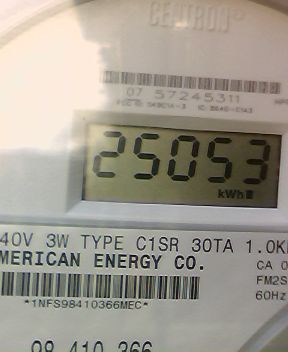 CENTRON®
07 57245311
25053
kWh
40V 3W TYPE C1SR 30TA 1.0K
MERICAN ENERGY CO.
CA 0
FM2S
60Hz
*1NFS98410366MEC*
98 410 366